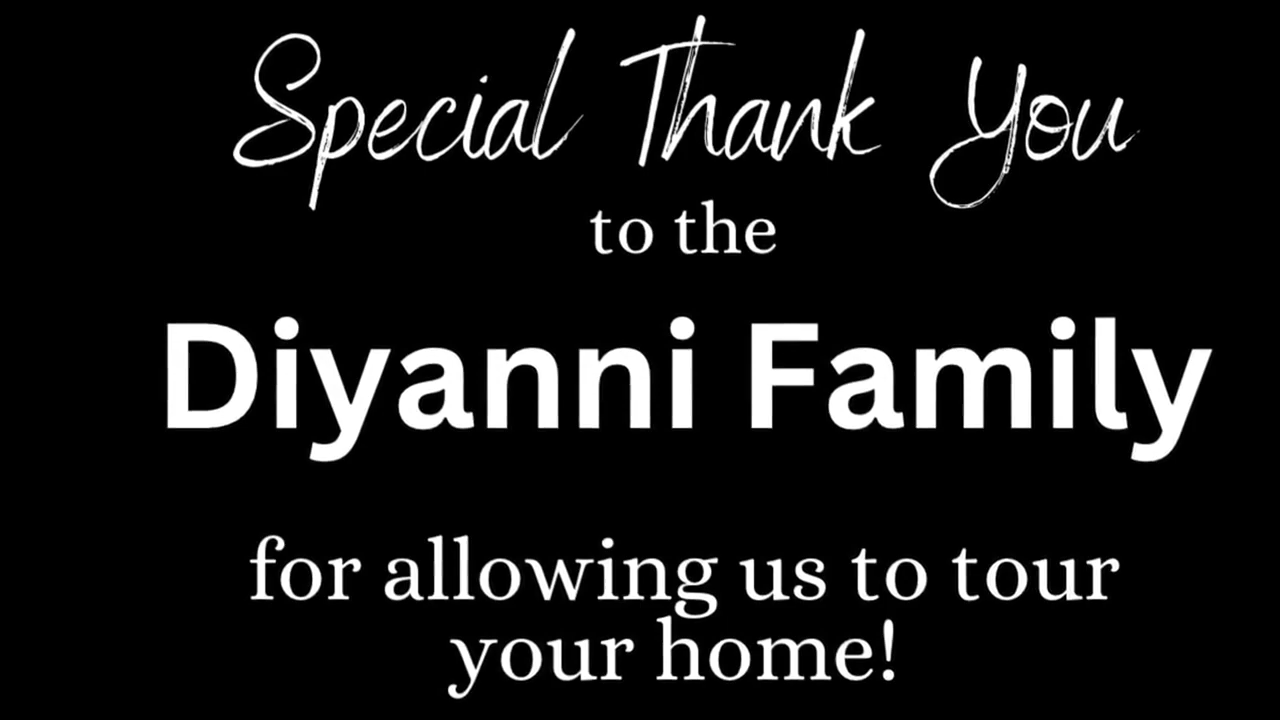 Special Thank You
to the
Diyanni Family
for allowing us to tour
your home!